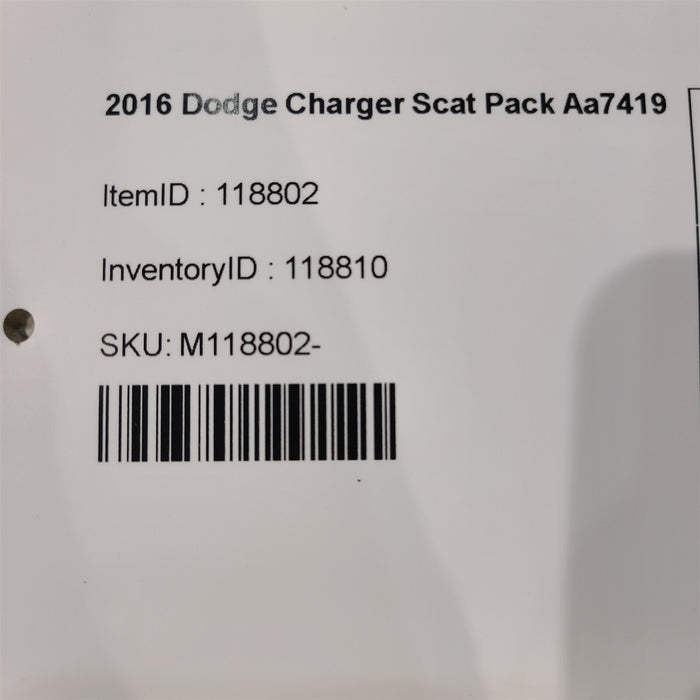 2016 Dodge Charger Scat Pack Aa7419
ItemID : 118802
InventoryID : 118810
SKU: M118802-